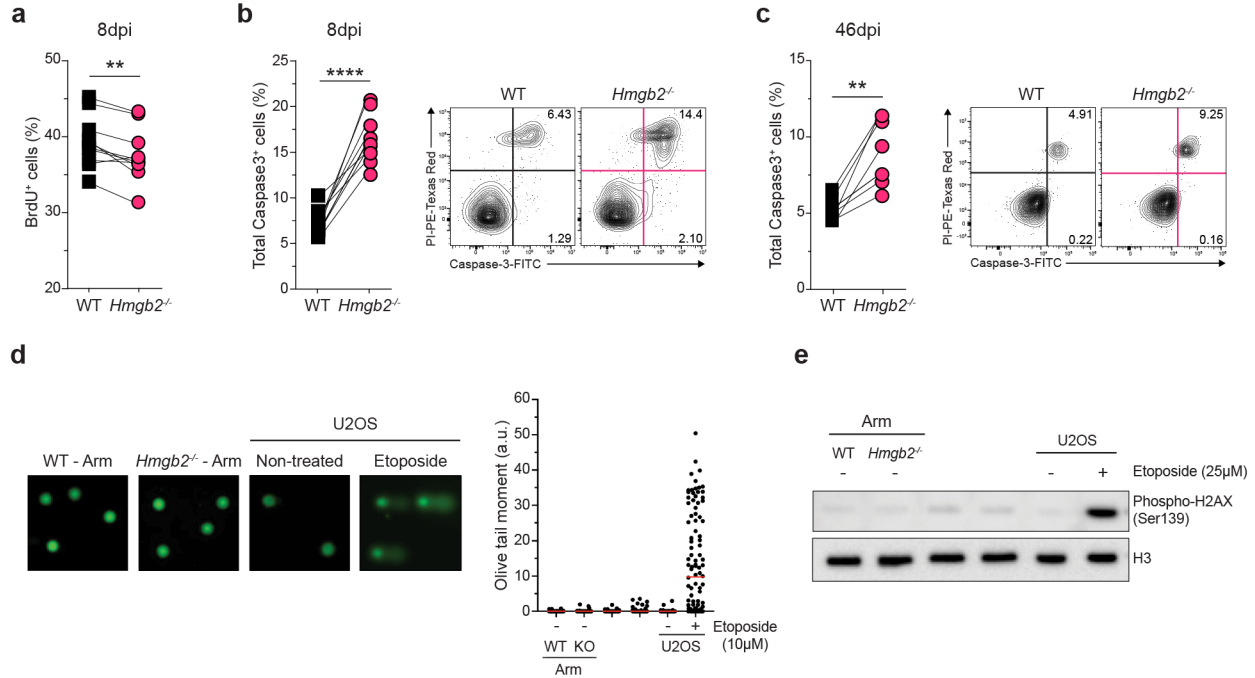 a
8dpi
**
BrdU⁺ cells (%)
50
40
30
20
WT Hmgb2⁻/⁻
b
8dpi
****
Total Caspase3⁺ cells (%)
25
20
15
10
5
0
WT Hmgb2⁻/⁻
WT
Hmgb2⁻/⁻
6.43
14.4
1.29
2.10
PI-PE-Texas Red
Caspase-3-FITC
c
46dpi
**
Total Caspase3⁺ cells (%)
15
10
5
0
WT Hmgb2⁻/⁻
WT
Hmgb2⁻/⁻
4.91
9.25
0.22
0.16
PI-PE-Texas Red
Caspase-3-FITC
d
U2OS
WT - Arm
Hmgb2⁻/⁻ - Arm
Non-treated
Etoposide
Olive tail moment (a.u.)
60
50
40
30
20
10
0
- - - + Etoposide
(10µM)
WT KO
U2OS
Arm
e
Arm
U2OS
WT Hmgb2⁻/⁻
- - - + Etoposide (25µM)
Phospho-H2AX
(Ser139)
H3